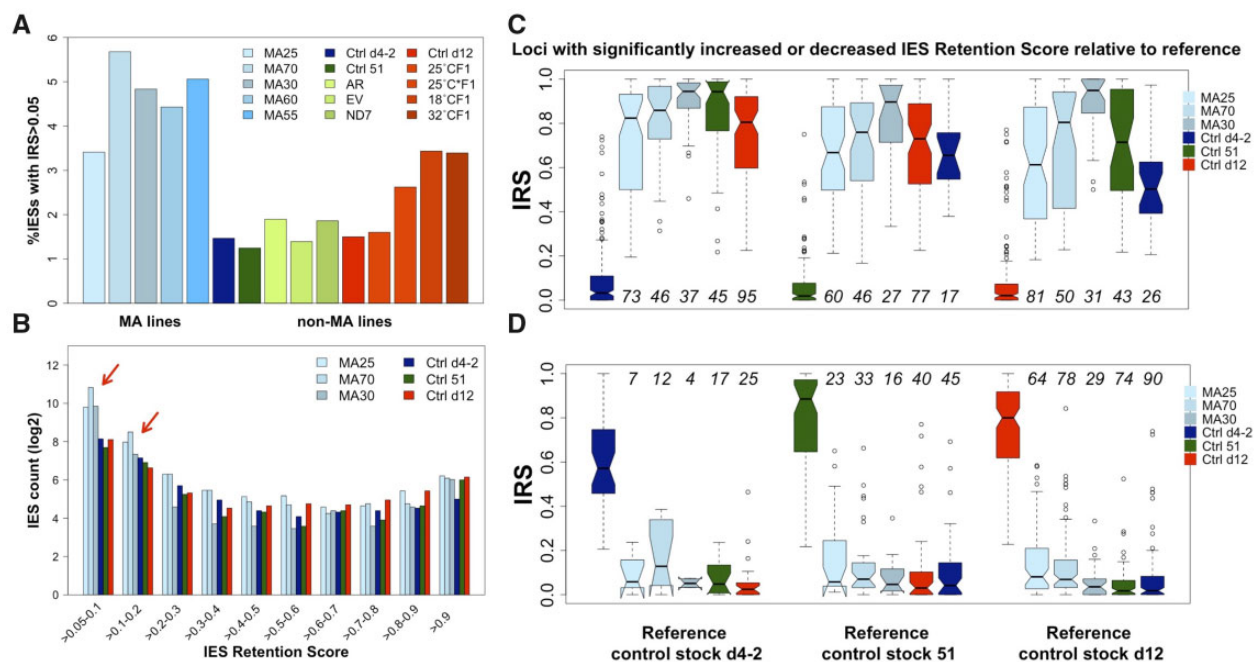 A
%IESs with IRS>0.05
6
5
4
3
2
1
0
MA25
MA70
MA30
MA60
MA55
Ctrl d4-2
Ctrl 51
AR
EV
ND7
Ctrl d12
25˚CF1
25˚C*F1
18˚CF1
32˚CF1
MA lines
non-MA lines
B
IES count (log2)
12
10
8
6
4
2
0
MA25
MA70
MA30
Ctrl d4-2
Ctrl 51
Ctrl d12
>0.05-0.1
>0.1-0.2
>0.2-0.3
>0.3-0.4
>0.4-0.5
>0.5-0.6
>0.6-0.7
>0.7-0.8
>0.8-0.9
>0.9
IES Retention Score
C
Loci with significantly increased or decreased IES Retention Score relative to reference
IRS
1.0
0.8
0.6
0.4
0.2
0.0
73 46 37 45 95
60 46 27 77 17
81 50 31 43 26
MA25
MA70
MA30
Ctrl d4-2
Ctrl 51
Ctrl d12
D
IRS
1.0
0.8
0.6
0.4
0.2
0.0
7 12 4 17 25
23 33 16 40 45
64 78 29 74 90
MA25
MA70
MA30
Ctrl d4-2
Ctrl 51
Ctrl d12
Reference
control stock d4-2
Reference
control stock 51
Reference
control stock d12